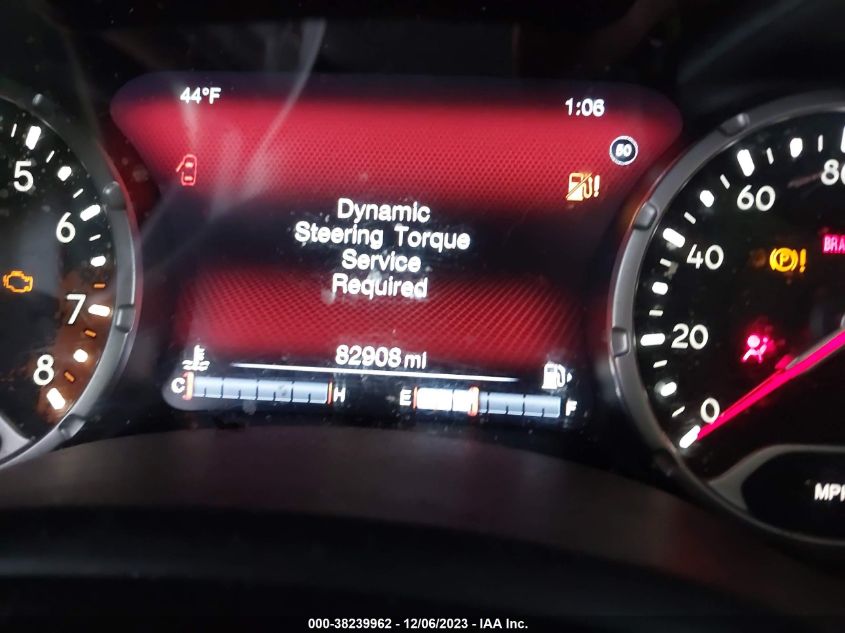 44°F
1:06
5
80
50
60
6
Dynamic
Steering Torque
Service
Required
BRA
40
7
20
82908 mi
8
C H E F
0
MPH
000-38239962 - 12/06/2023 - IAA Inc.